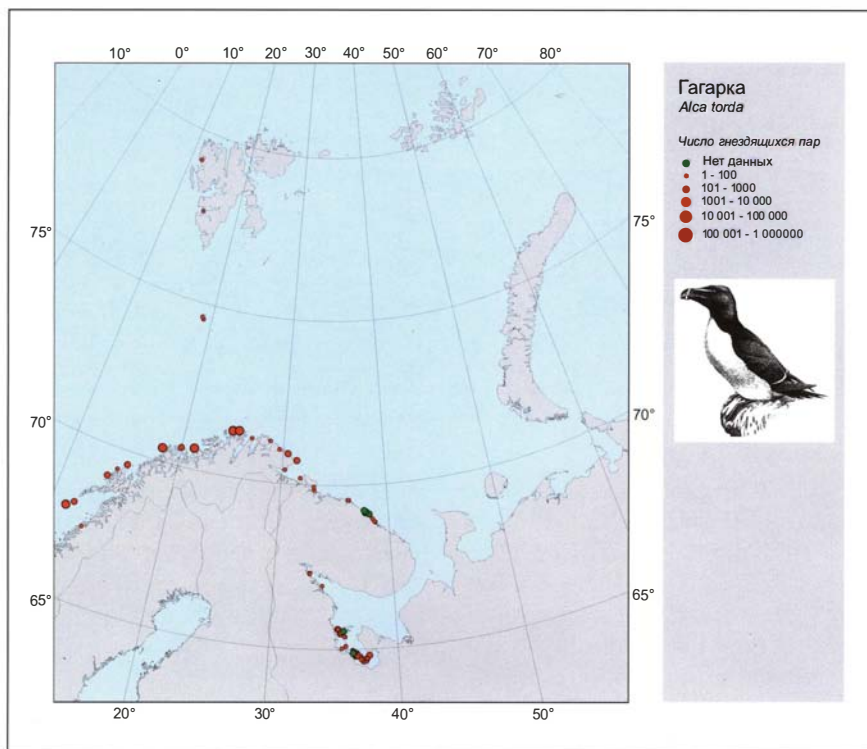 10° 0° 10° 20° 30° 40° 50° 60° 70° 80°
Гагарка
Alca torda
Число гнездящихся пар
Нет данных
1 - 100
101 - 1000
1001 - 10 000
10 001 - 100 000
100 001 - 1 000000
75° 75°
70° 70°
65° 65°
20° 30° 40° 50°